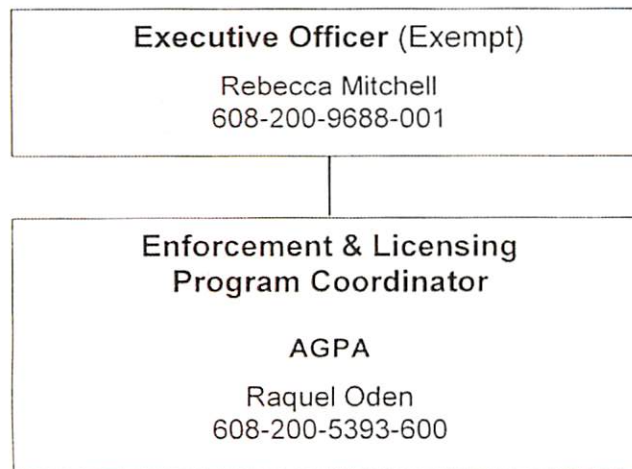 Executive Officer (Exempt)
Rebecca Mitchell
608-200-9688-001
Enforcement & Licensing
Program Coordinator
AGPA
Raquel Oden
608-200-5393-600